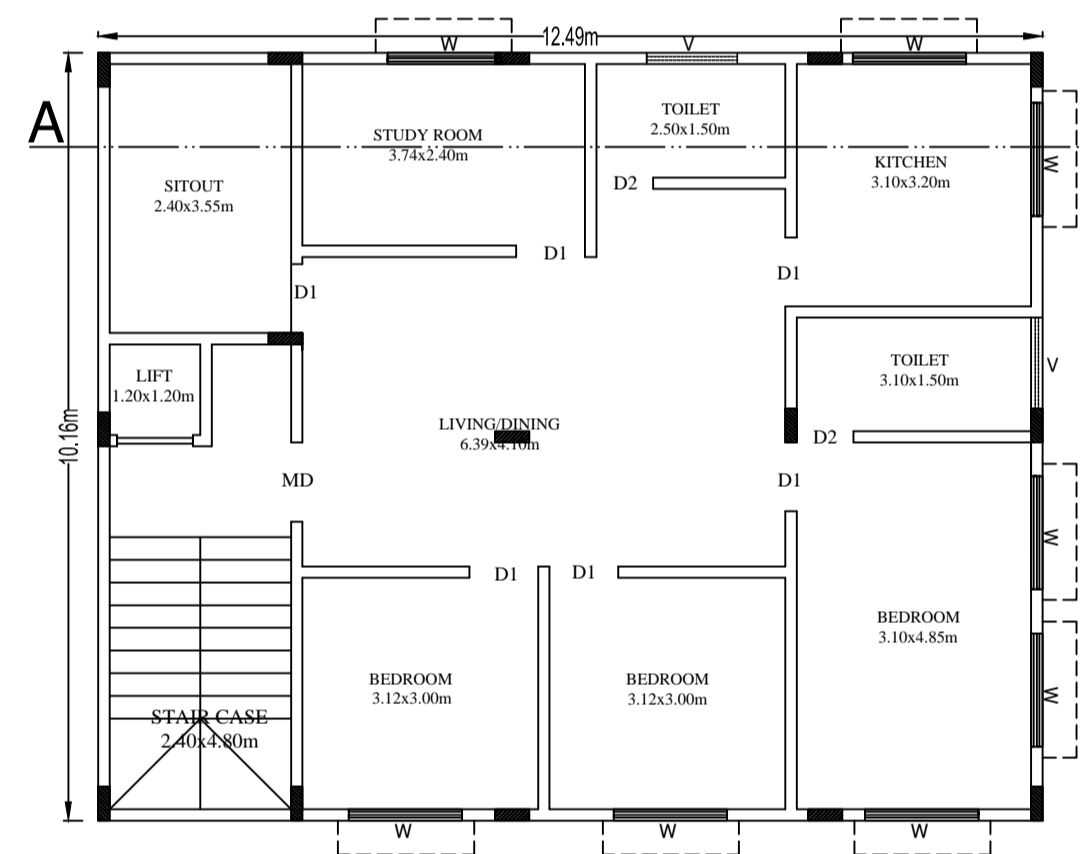 12.49m
W
V
W
A
TOILET
2.50x1.50m
STUDY ROOM
3.74x2.40m
KITCHEN
3.10x3.20m
W
SITOUT
2.40x3.55m
D2
D1
D1
D1
TOILET
3.10x1.50m
V
LIFT
1.20x1.20m
10.16m
LIVING/DINING
6.39x4.10m
D2
MD
D1
W
D1
D1
BEDROOM
3.10x4.85m
BEDROOM
3.12x3.00m
BEDROOM
3.12x3.00m
W
STAIR CASE
2.40x4.80m
W
W
W